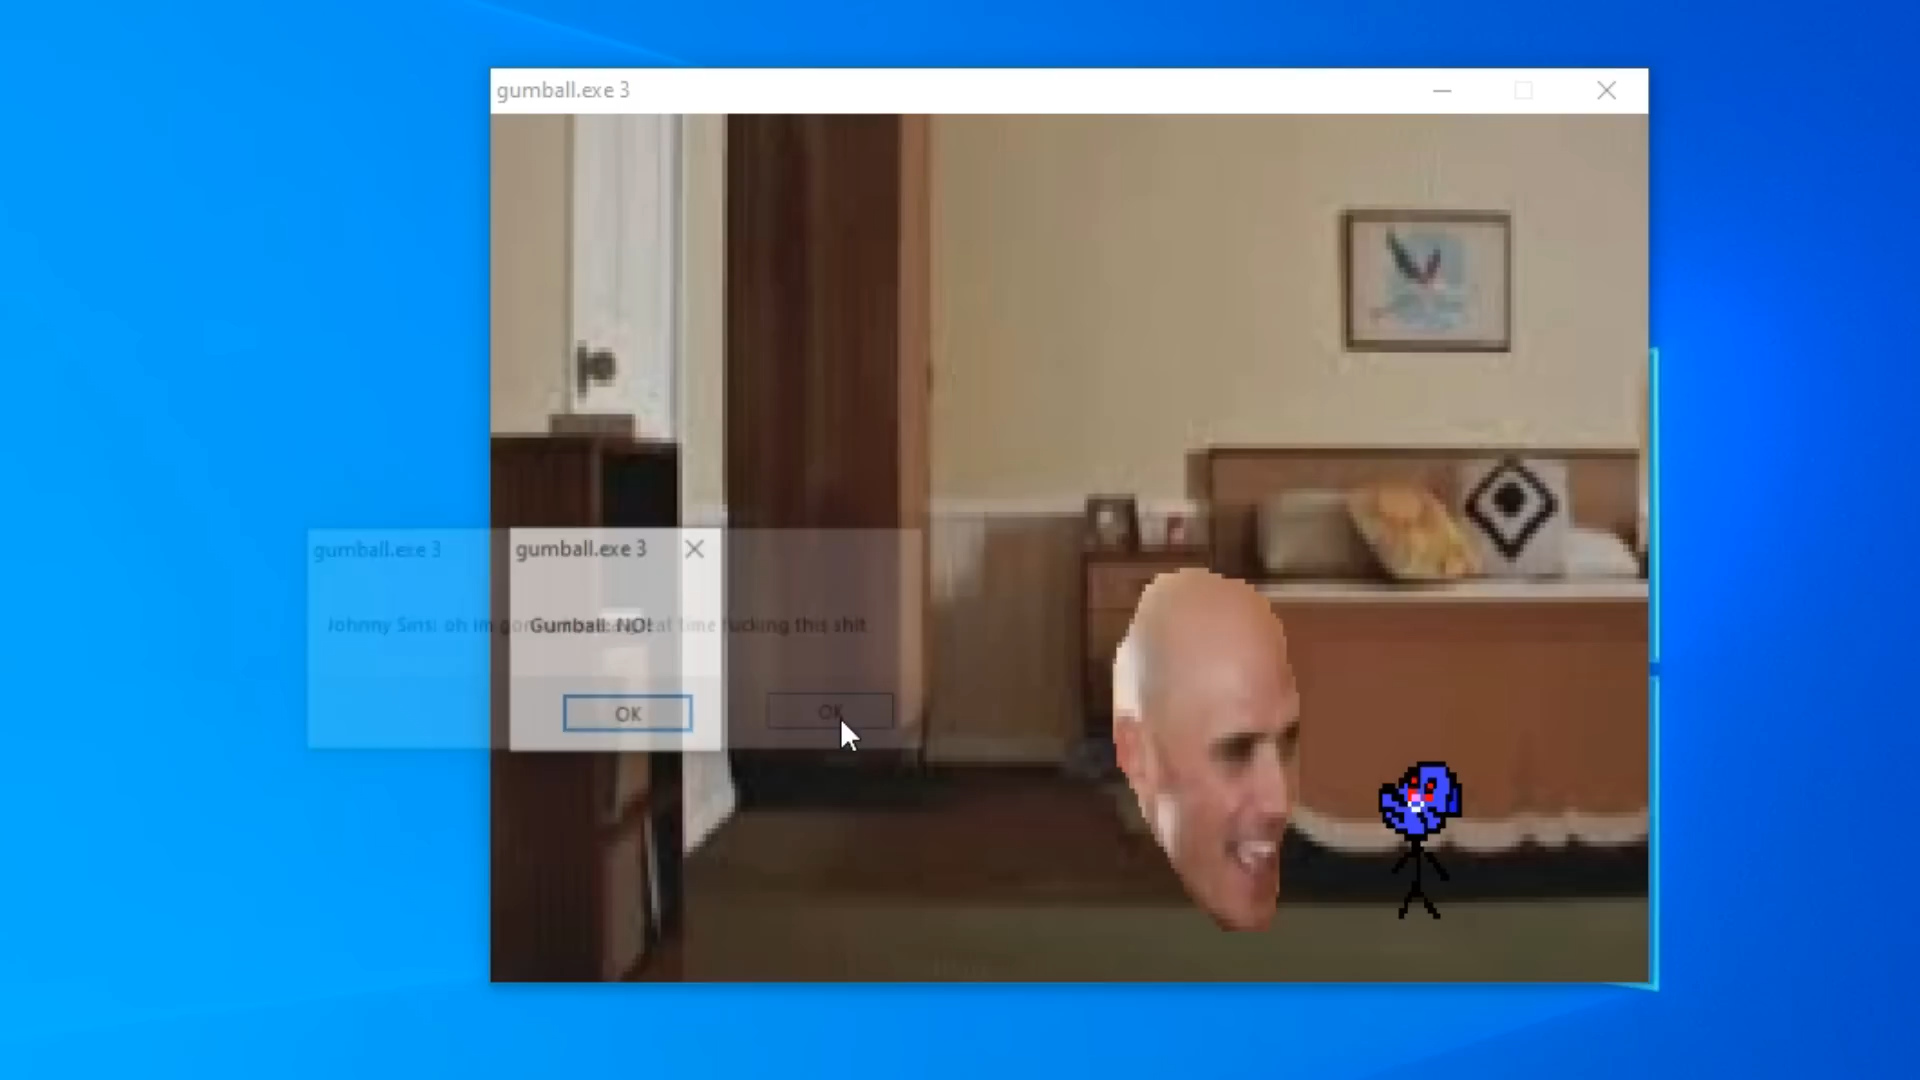 gumball.exe 3
gumball.exe 3
gumball.exe 3
Johnny Sins: oh im
time fucking this shit
Gumball: NO!
OK
OK